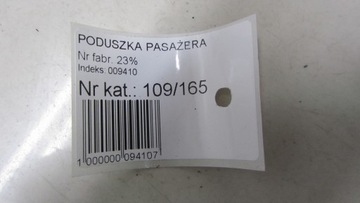 PODUSZKA PASAŻERA
Nr fabr. 23%
Indeks: 009410
Nr kat.: 109/165
1 000000 094107